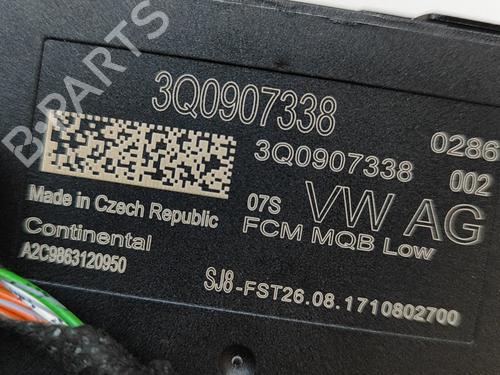 3Q0907338
3Q0907338 0286
07S VW AG 002
Made in Czech Republic
FCM MQB Low
Continental
A2C9863120950
SJ8-FST26.08.1710802700
B-PARTS